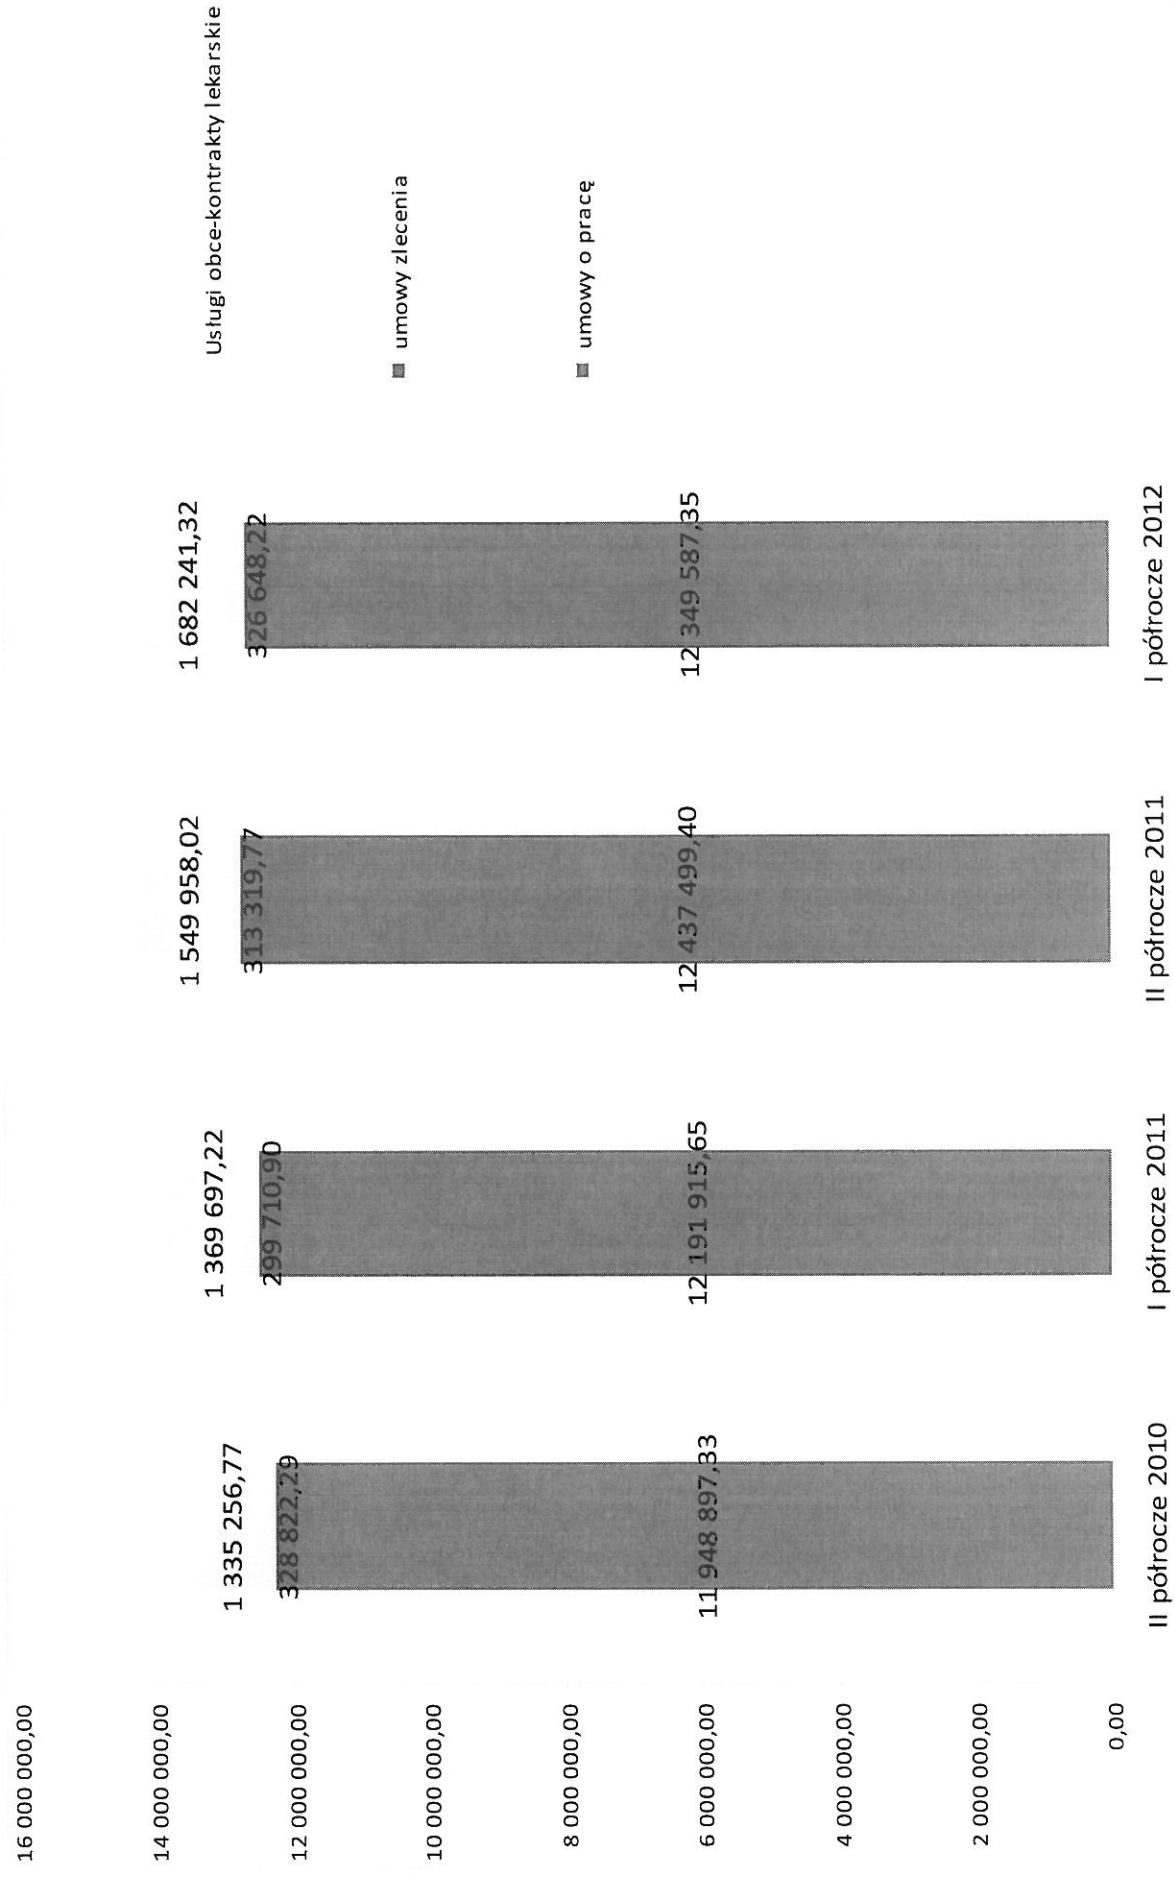 16 000 000,00
14 000 000,00
12 000 000,00
10 000 000,00
8 000 000,00
6 000 000,00
4 000 000,00
2 000 000,00
0,00
1 335 256,77
328 822,29
11 948 897,33
II półrocze 2010
1 369 697,22
299 710,90
12 191 915,65
I półrocze 2011
1 549 958,02
313 319,77
12 437 499,40
II półrocze 2011
1 682 241,32
326 648,22
12 349 587,35
I półrocze 2012
Usługi obce-kontrakty lekarskie
umowy zlecenia
umowy o pracę